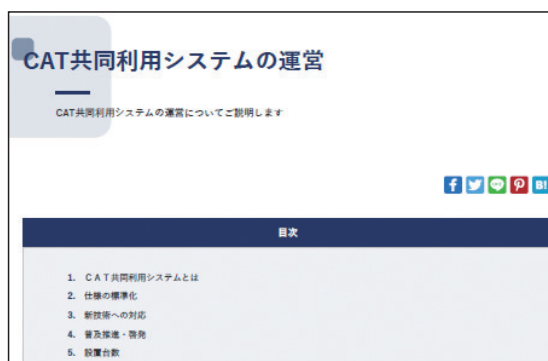 CAT共同利用システムの運営
CAT共同利用システムの運営についてご説明します
B!
目次
1. CAT共同利用システムとは
2. 仕様の標準化
3. 新技術への対応
4. 普及推進・啓発
5. 設置台数